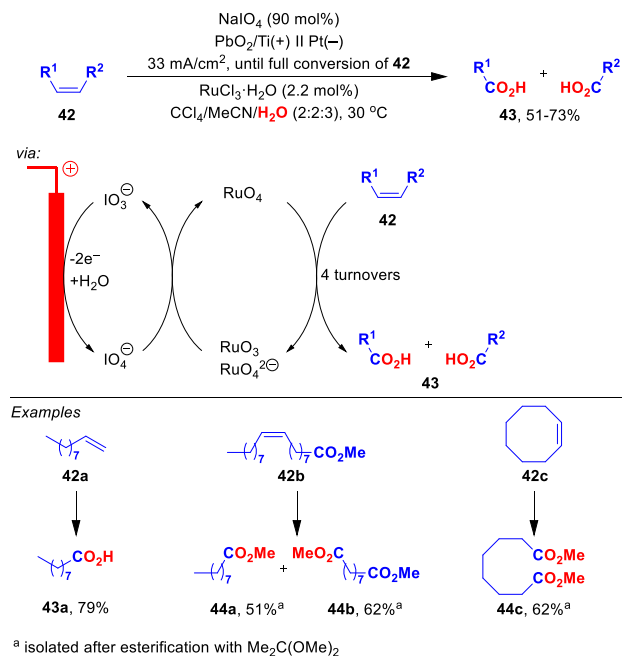 NaIO4 (90 mol%)
PbO2/Ti(+) II Pt(–)
33 mA/cm2, until full conversion of 42
RuCl3·H2O (2.2 mol%)
CCl4/MeCN/H2O (2:2:3), 30 oC
R1 R2
42
R1 CO2H + HO2C R2
43, 51-73%
via:
+
IO3⊖
RuO4
R1 R2
42
-2e–
+H2O
4 turnovers
IO4⊖
RuO3
RuO42⊖
R1 CO2H + HO2C R2
43
Examples
( )7
42a
( )7 ( )7 CO2Me
42b
42c
( )7 CO2H
43a, 79%
( )7 CO2Me + MeO2C ( )7 CO2Me
44a, 51%a 44b, 62%a
CO2Me
CO2Me
44c, 62%a
a isolated after esterification with Me2C(OMe)2